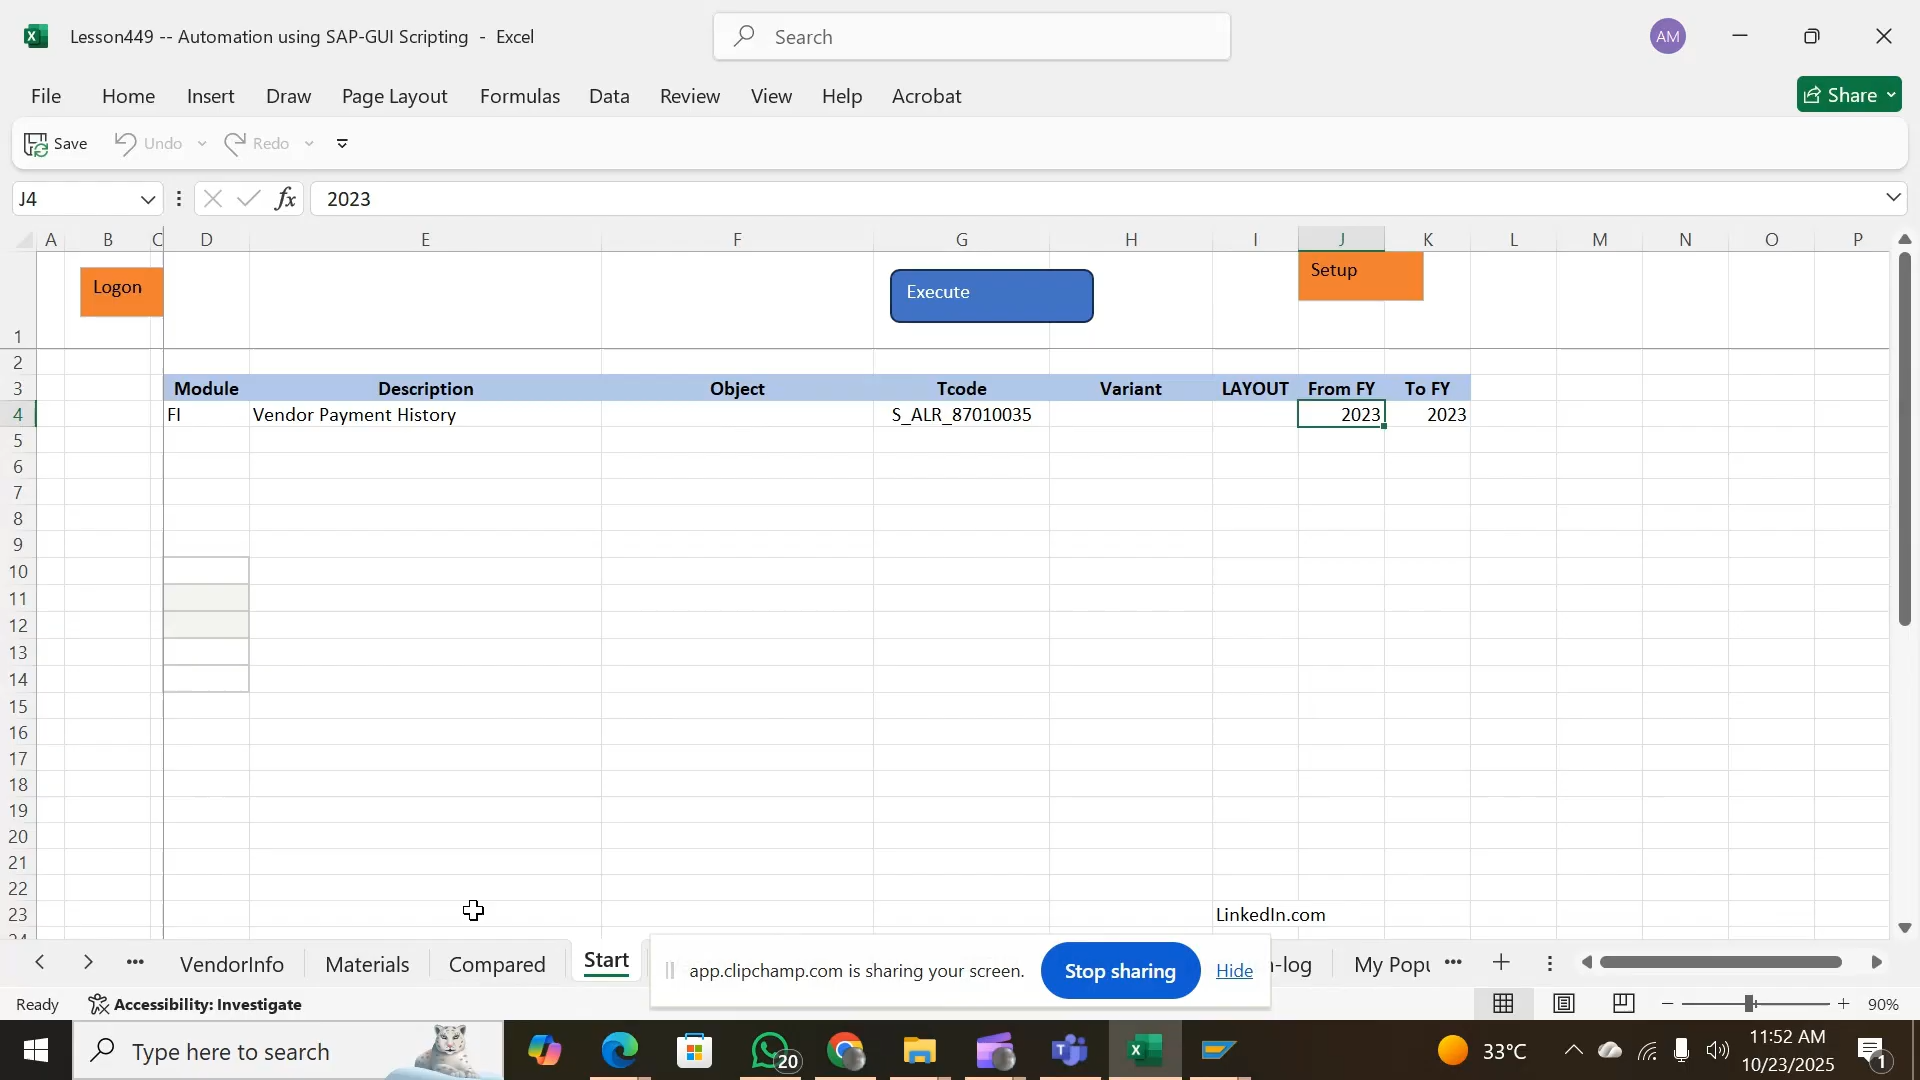 Lesson449 -- Automation using SAP-GUI Scripting - Excel
Search
AM
File Home Insert Draw Page Layout Formulas Data Review View Help Acrobat
Share
Save Undo Redo
J4 fx 2023
A B C D E F G H I J K L M N O P
Logon
Execute
Setup
1
2
3 Module Description Object Tcode Variant LAYOUT From FY To FY
4 FI Vendor Payment History S_ALR_87010035 2023 2023
5
6
7
8
9
10
11
12
13
14
15
16
17
18
19
20
21
22
23 LinkedIn.com
24
VendorInfo Materials Compared Start -log My Popu
app.clipchamp.com is sharing your screen. Stop sharing Hide
Ready Accessibility: Investigate 90%
Type here to search
20
33°C
11:52 AM
10/23/2025
1